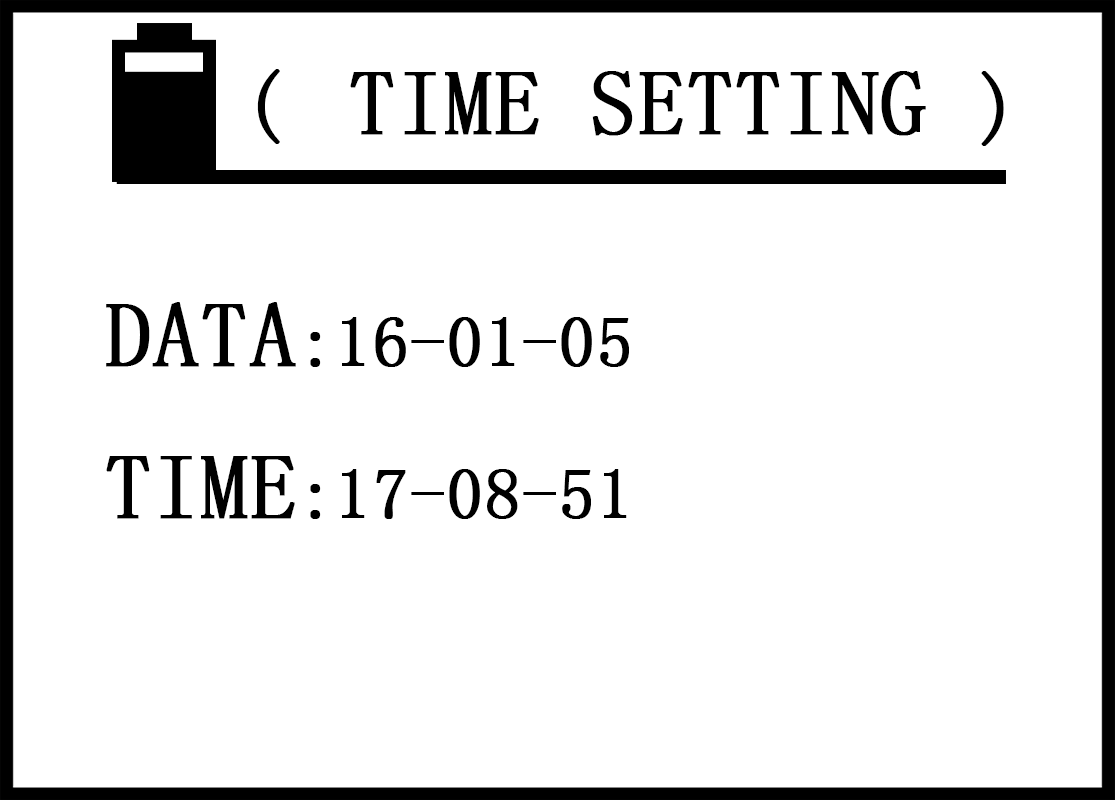 ( TIME SETTING )
DATA:16-01-05
TIME:17-08-51